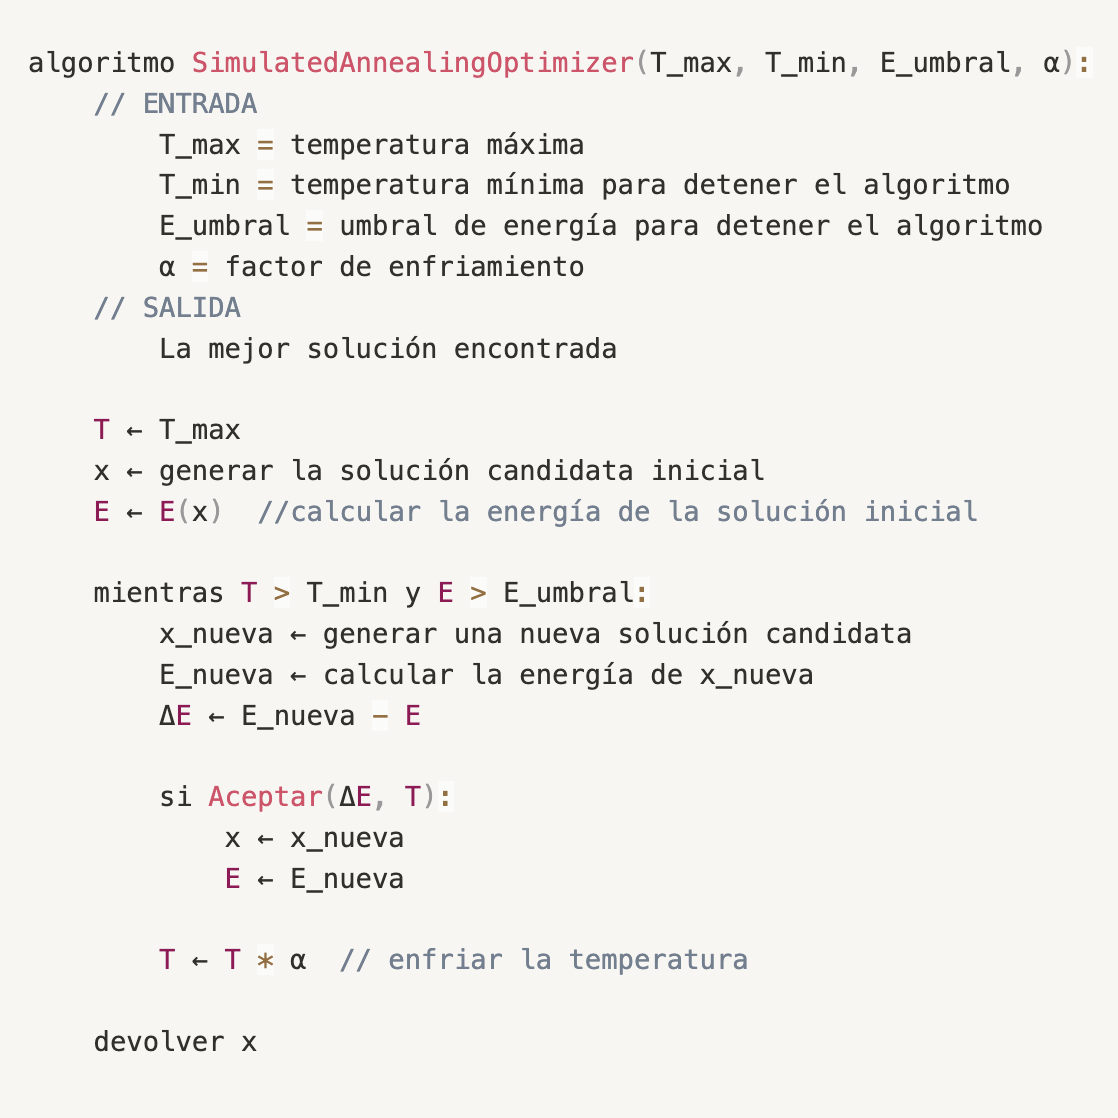 algoritmo SimulatedAnnealingOptimizer(T_max, T_min, E_umbral, α):
// ENTRADA
T_max = temperatura máxima
T_min = temperatura mínima para detener el algoritmo
E_umbral = umbral de energía para detener el algoritmo
α = factor de enfriamiento
// SALIDA
La mejor solución encontrada
T ← T_max
x ← generar la solución candidata inicial
E ← E(x)  //calcular la energía de la solución inicial
mientras T > T_min y E > E_umbral:
x_nueva ← generar una nueva solución candidata
E_nueva ← calcular la energía de x_nueva
ΔE ← E_nueva − E
si Aceptar(ΔE, T):
x ← x_nueva
E ← E_nueva
T ← T * α  // enfriar la temperatura
devolver x